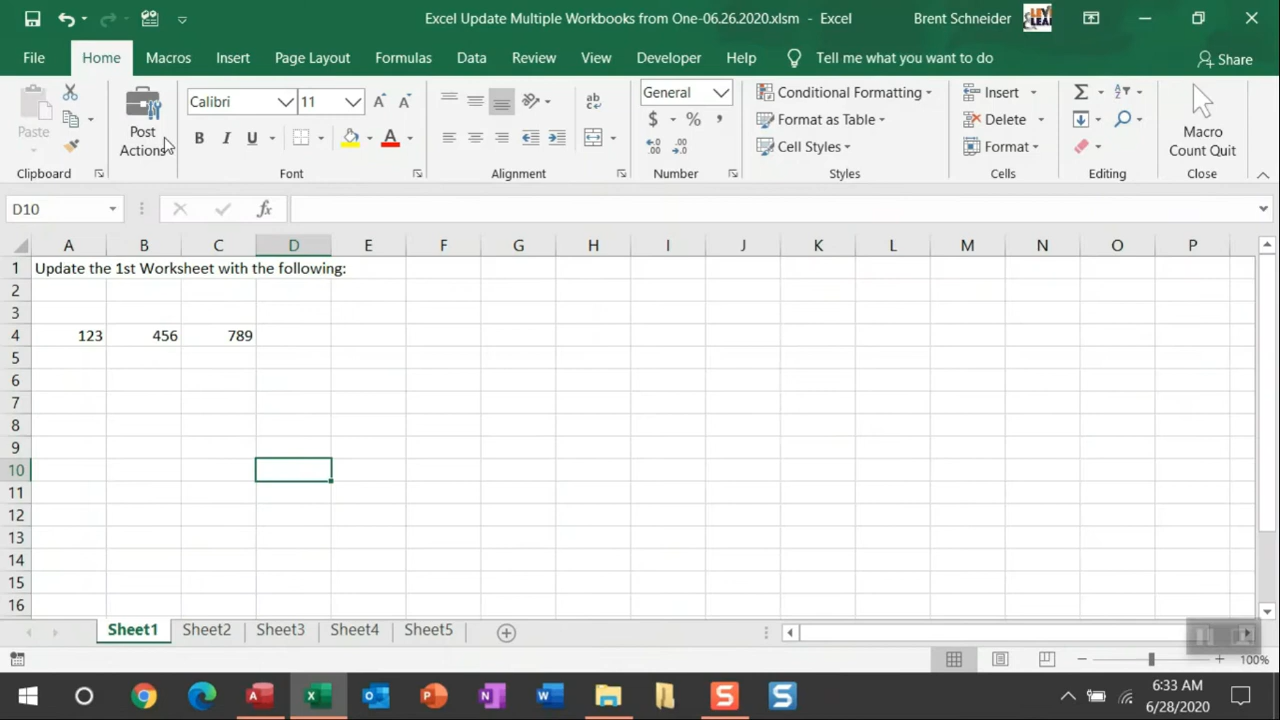 Excel Update Multiple Workbooks from One-06.26.2020.xlsm - Excel
Brent Schneider
File Home Macros Insert Page Layout Formulas Data Review View Developer Help Tell me what you want to do Share
Paste
Clipboard
Post
Actions
Calibri 11
B I U A
Font
ab
c
Alignment
General
$ % ,
Number
Conditional Formatting
Format as Table
Cell Styles
Styles
Insert
Delete
Format
Cells
Editing
Macro
Count Quit
Close
D10 fx
A B C D E F G H I J K L M N O P
1 Update the 1st Worksheet with the following:
2
3
4 123 456 789
5
6
7
8
9
10
11
12
13
14
15
16
Sheet1 Sheet2 Sheet3 Sheet4 Sheet5
100%
6:33 AM
6/28/2020